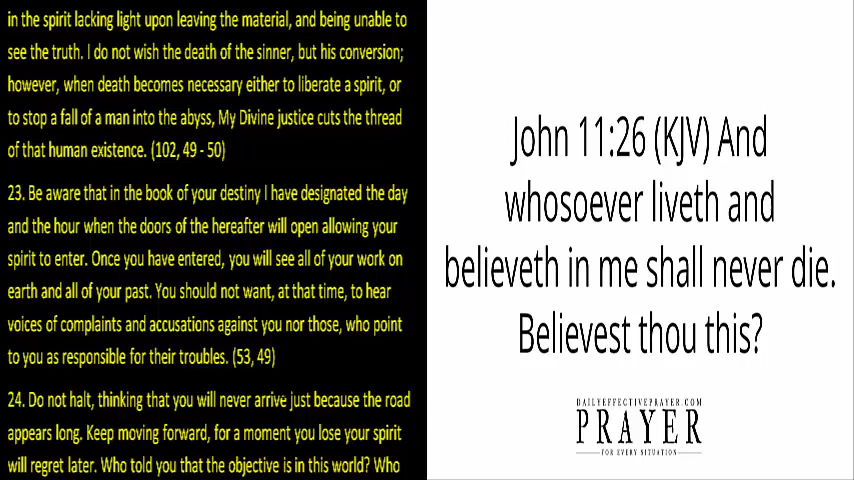 in the spirit lacking light upon leaving the material, and being unable to
see the truth. I do not wish the death of the sinner, but his conversion;
however, when death becomes necessary either to liberate a spirit, or
to stop a fall of a man into the abyss, My Divine justice cuts the thread
of that human existence. (102, 49 - 50)
23. Be aware that in the book of your destiny I have designated the day
and the hour when the doors of the hereafter will open allowing your
spirit to enter. Once you have entered, you will see all of your work on
earth and all of your past. You should not want, at that time, to hear
voices of complaints and accusations against you nor those, who point
to you as responsible for their troubles. (53, 49)
24. Do not halt, thinking that you will never arrive just because the road
appears long. Keep moving forward, for a moment you lose your spirit
will regret later. Who told you that the objective is in this world? Who
John 11:26 (KJV) And
whosoever liveth and
believeth in me shall never die.
Believest thou this?
DAILYEFFECTIVEPRAYER.COM
PRAYER
FOR EVERY SITUATION